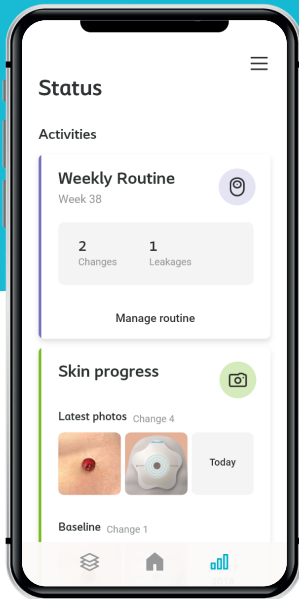 Status
Activities
Weekly Routine
Week 38
2 1
Changes Leakages
Manage routine
Skin progress
Latest photos Change 4
Today
Baseline Change 1